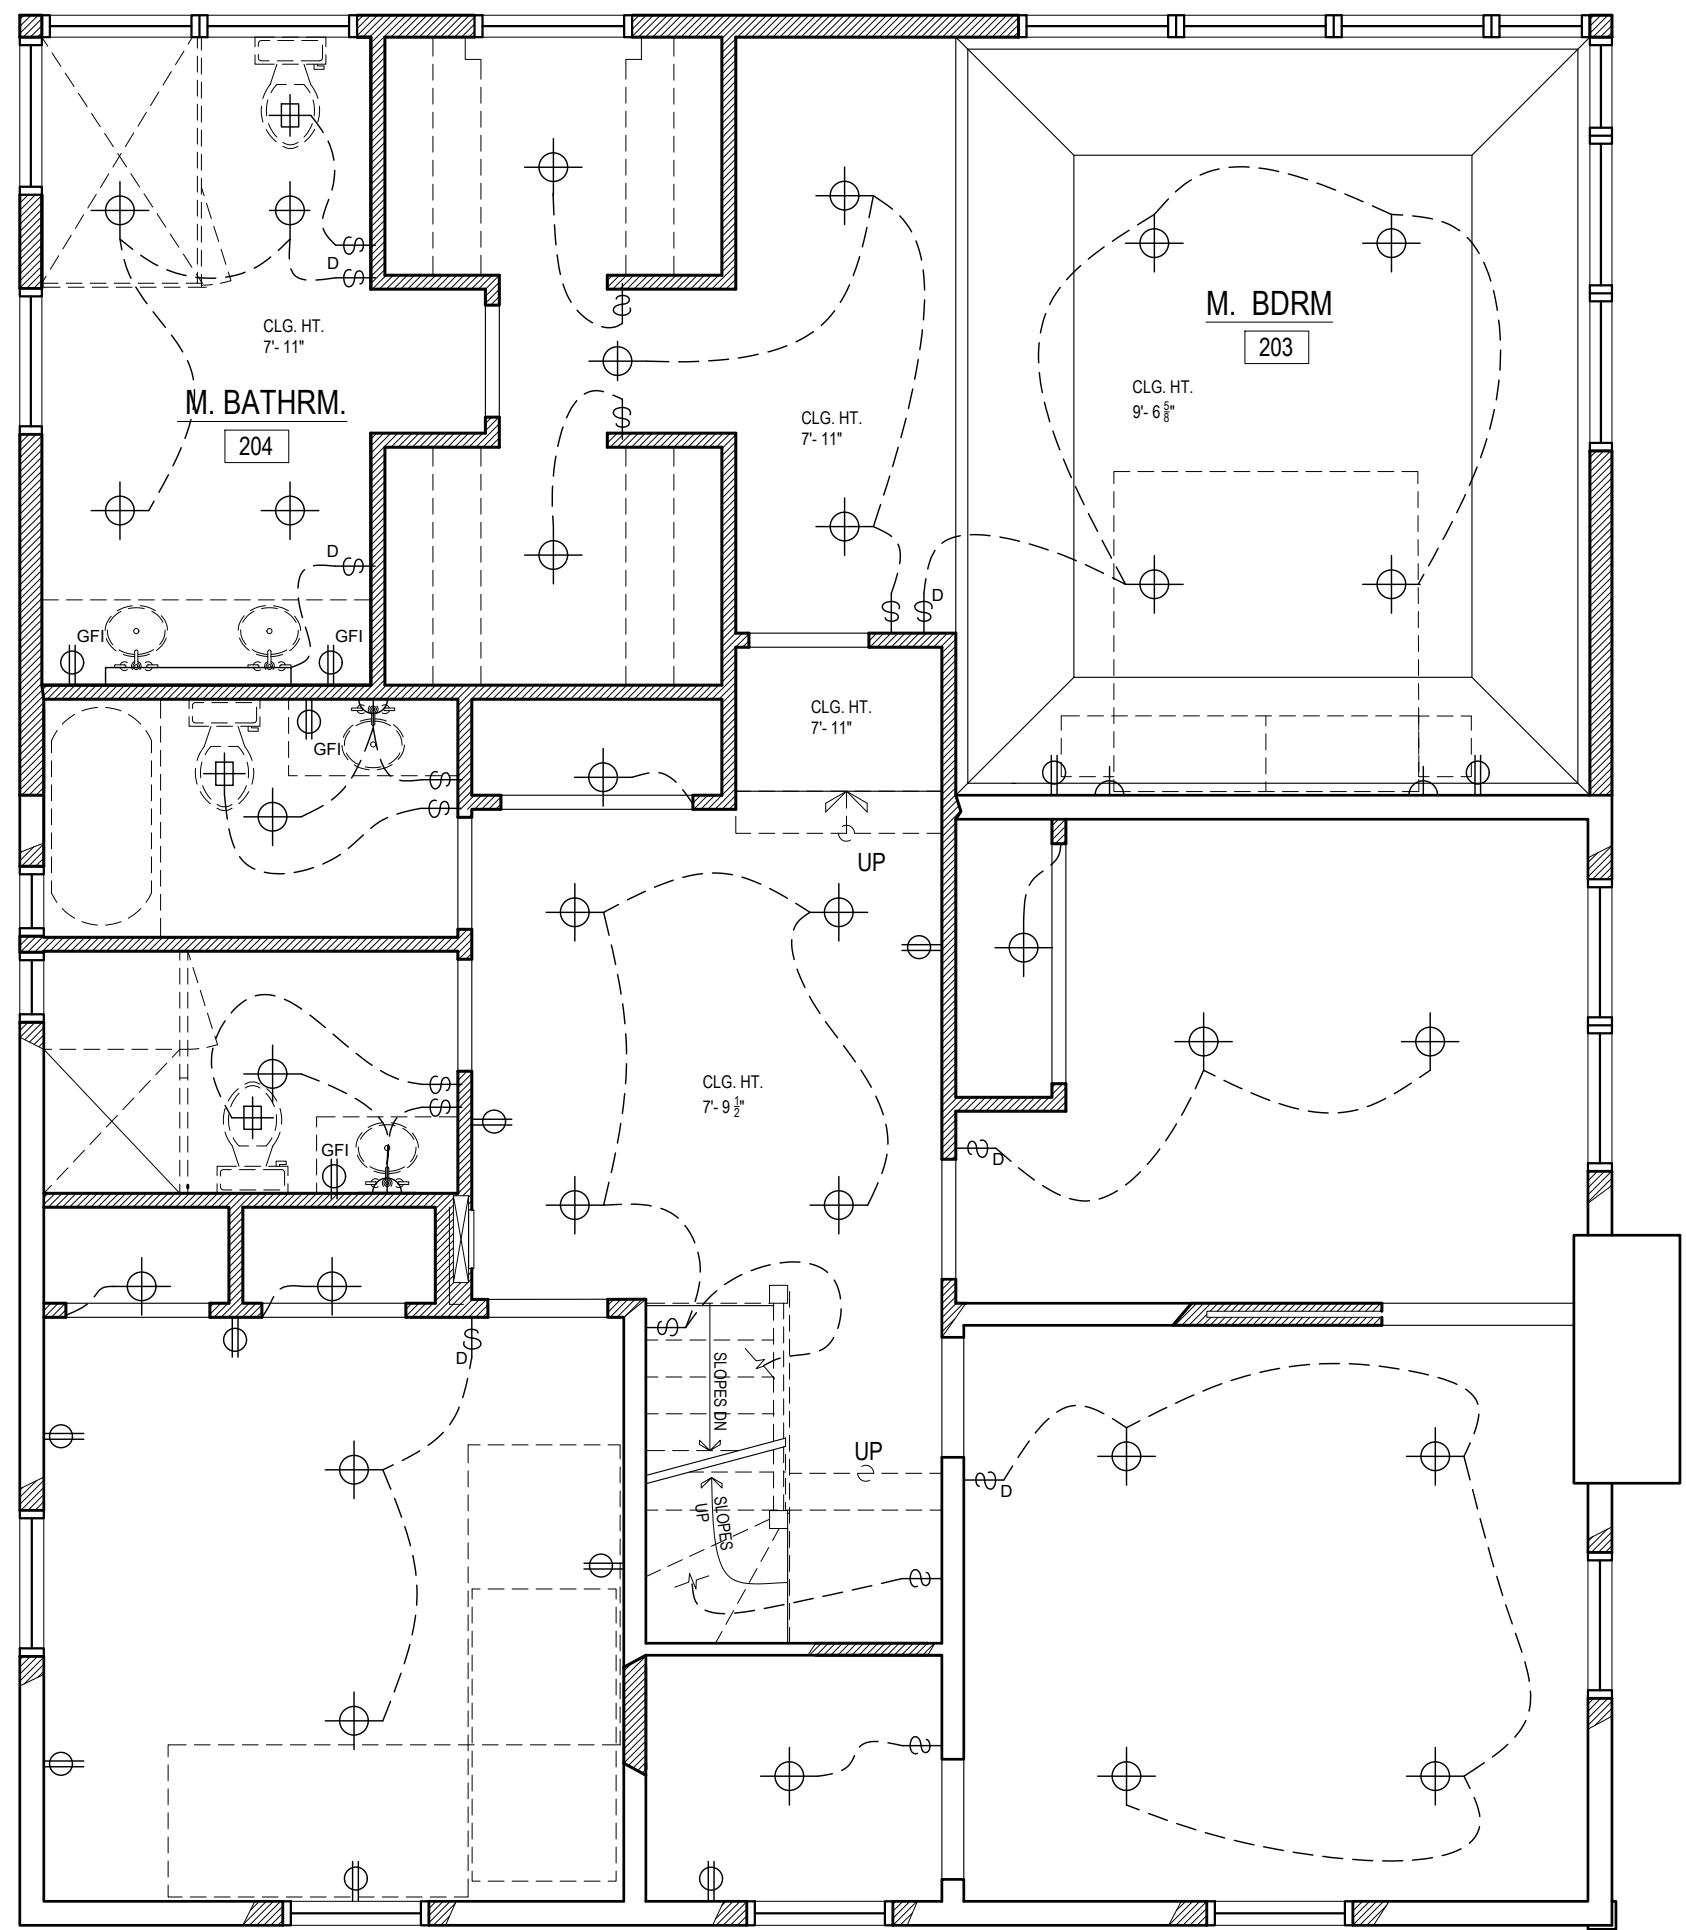 D
CLG. HT.
7'- 11"
M. BATHRM.
204
D
GFI
GFI
CLG. HT.
7'- 11"
D
M. BDRM
203
CLG. HT.
9'- 6 5/8"
GFI
CLG. HT.
7'- 11"
UP
CLG. HT.
7'- 9 1/2"
GFI
D
D
SLOPES DN
UP
SLOPES
UP
D